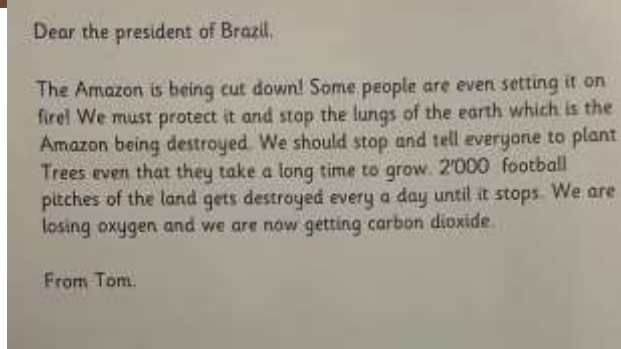 Dear the president of Brazil.
The Amazon is being cut down! Some people are even setting it on
fire! We must protect it and stop the lungs of the earth which is the
Amazon being destroyed. We should stop and tell everyone to plant
Trees even that they take a long time to grow. 2'000 football
pitches of the land gets destroyed every a day until it stops. We are
losing oxygen and we are now getting carbon dioxide.
From Tom.